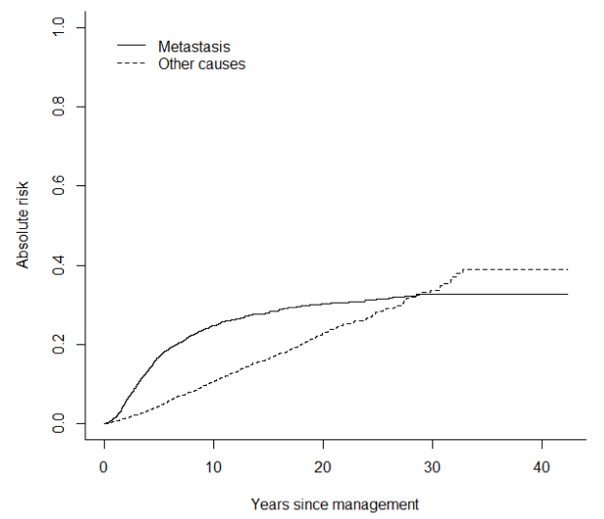 Metastasis
Other causes
Absolute risk
1.0
0.8
0.6
0.4
0.2
0.0
0 10 20 30 40
Years since management